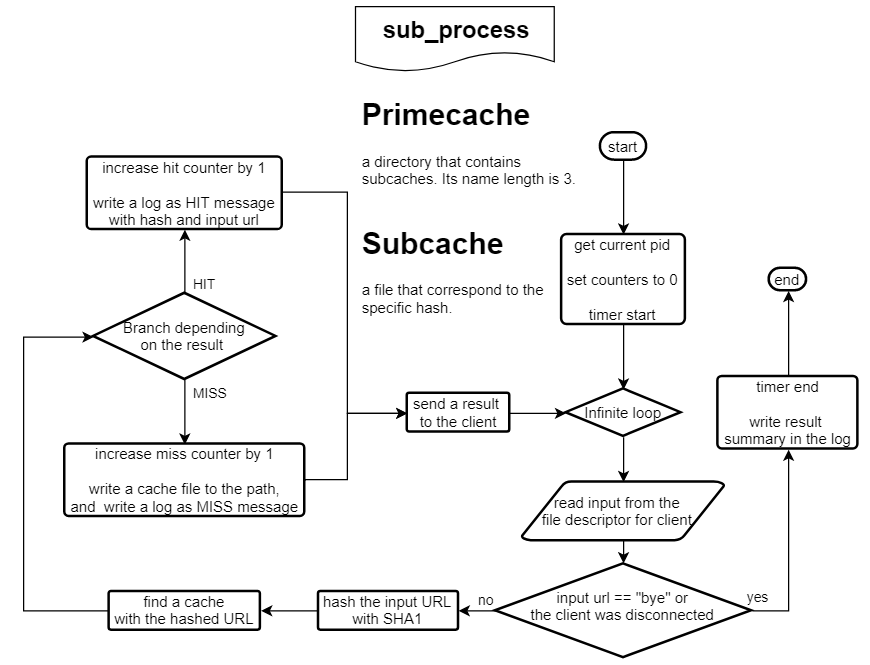 sub_process
Primecache
a directory that contains
subcaches. Its name length is 3.
Subcache
a file that correspond to the
specific hash.
start
get current pid
set counters to 0
timer start
Infinite loop
read input from the
file descriptor for client
input url == "bye" or
the client was disconnected
yes
timer end
write result
summary in the log
end
no
hash the input URL
with SHA1
find a cache
with the hashed URL
Branch depending
on the result
HIT
increase hit counter by 1
write a log as HIT message
with hash and input url
MISS
increase miss counter by 1
write a cache file to the path,
and  write a log as MISS message
send a result
to the client